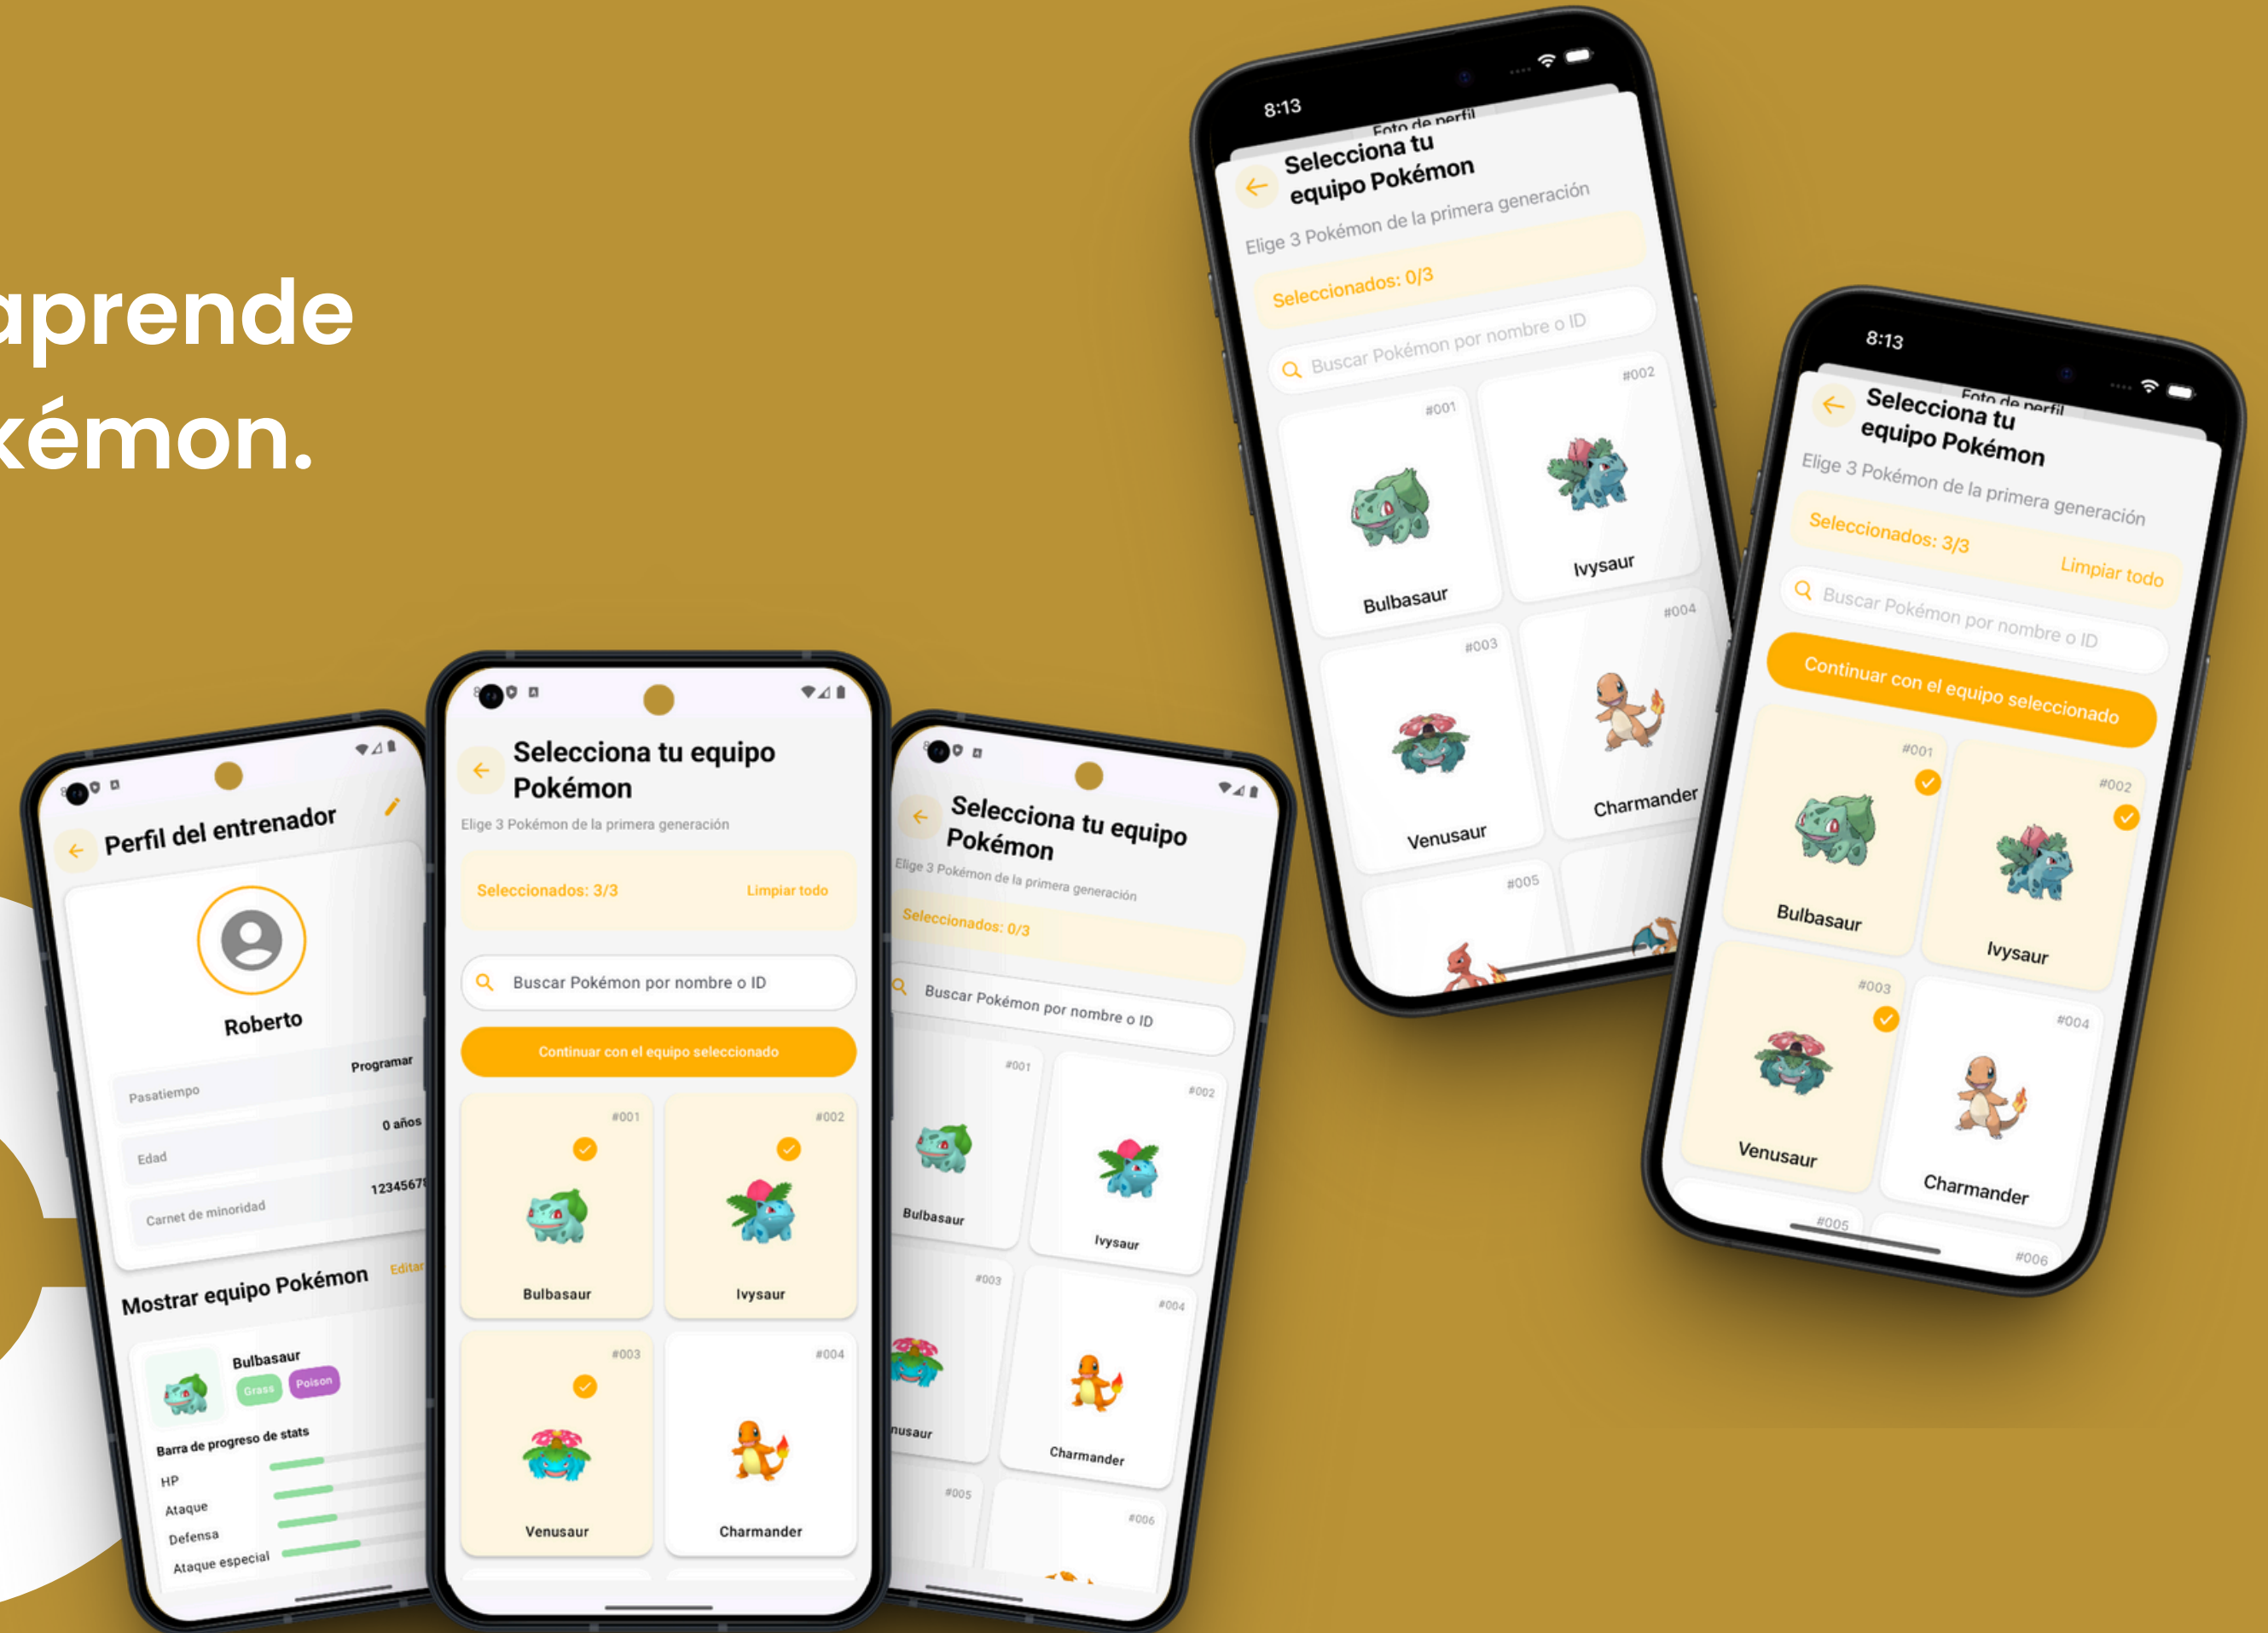 aprende
kémon.
8:13
Foto de perfil
Selecciona tu
equipo Pokémon
Elige 3 Pokémon de la primera generación
Seleccionados: 0/3
Buscar Pokémon por nombre o ID
#001
#002
Bulbasaur
Ivysaur
#003
#004
Venusaur
Charmander
#005
8:13
Foto de perfil
Selecciona tu
equipo Pokémon
Elige 3 Pokémon de la primera generación
Seleccionados: 3/3
Limpiar todo
Buscar Pokémon por nombre o ID
Continuar con el equipo seleccionado
#001
#002
Bulbasaur
Ivysaur
#003
#004
Venusaur
Charmander
#005
#006
Perfil del entrenador
Roberto
Pasatiempo
Programar
Edad
0 años
Carnet de minoridad
12345678
Mostrar equipo Pokémon
Editar
Bulbasaur
Grass
Poison
Barra de progreso de stats
HP
Ataque
Defensa
Ataque especial
Selecciona tu equipo
Pokémon
Elige 3 Pokémon de la primera generación
Seleccionados: 3/3
Limpiar todo
Buscar Pokémon por nombre o ID
Continuar con el equipo seleccionado
#001
#002
Bulbasaur
Ivysaur
#003
#004
Venusaur
Charmander
Selecciona tu equipo
Pokémon
Elige 3 Pokémon de la primera generación
Seleccionados: 0/3
Buscar Pokémon por nombre o ID
#001
#002
Bulbasaur
Ivysaur
#003
#004
nusaur
Charmander
#005
#006